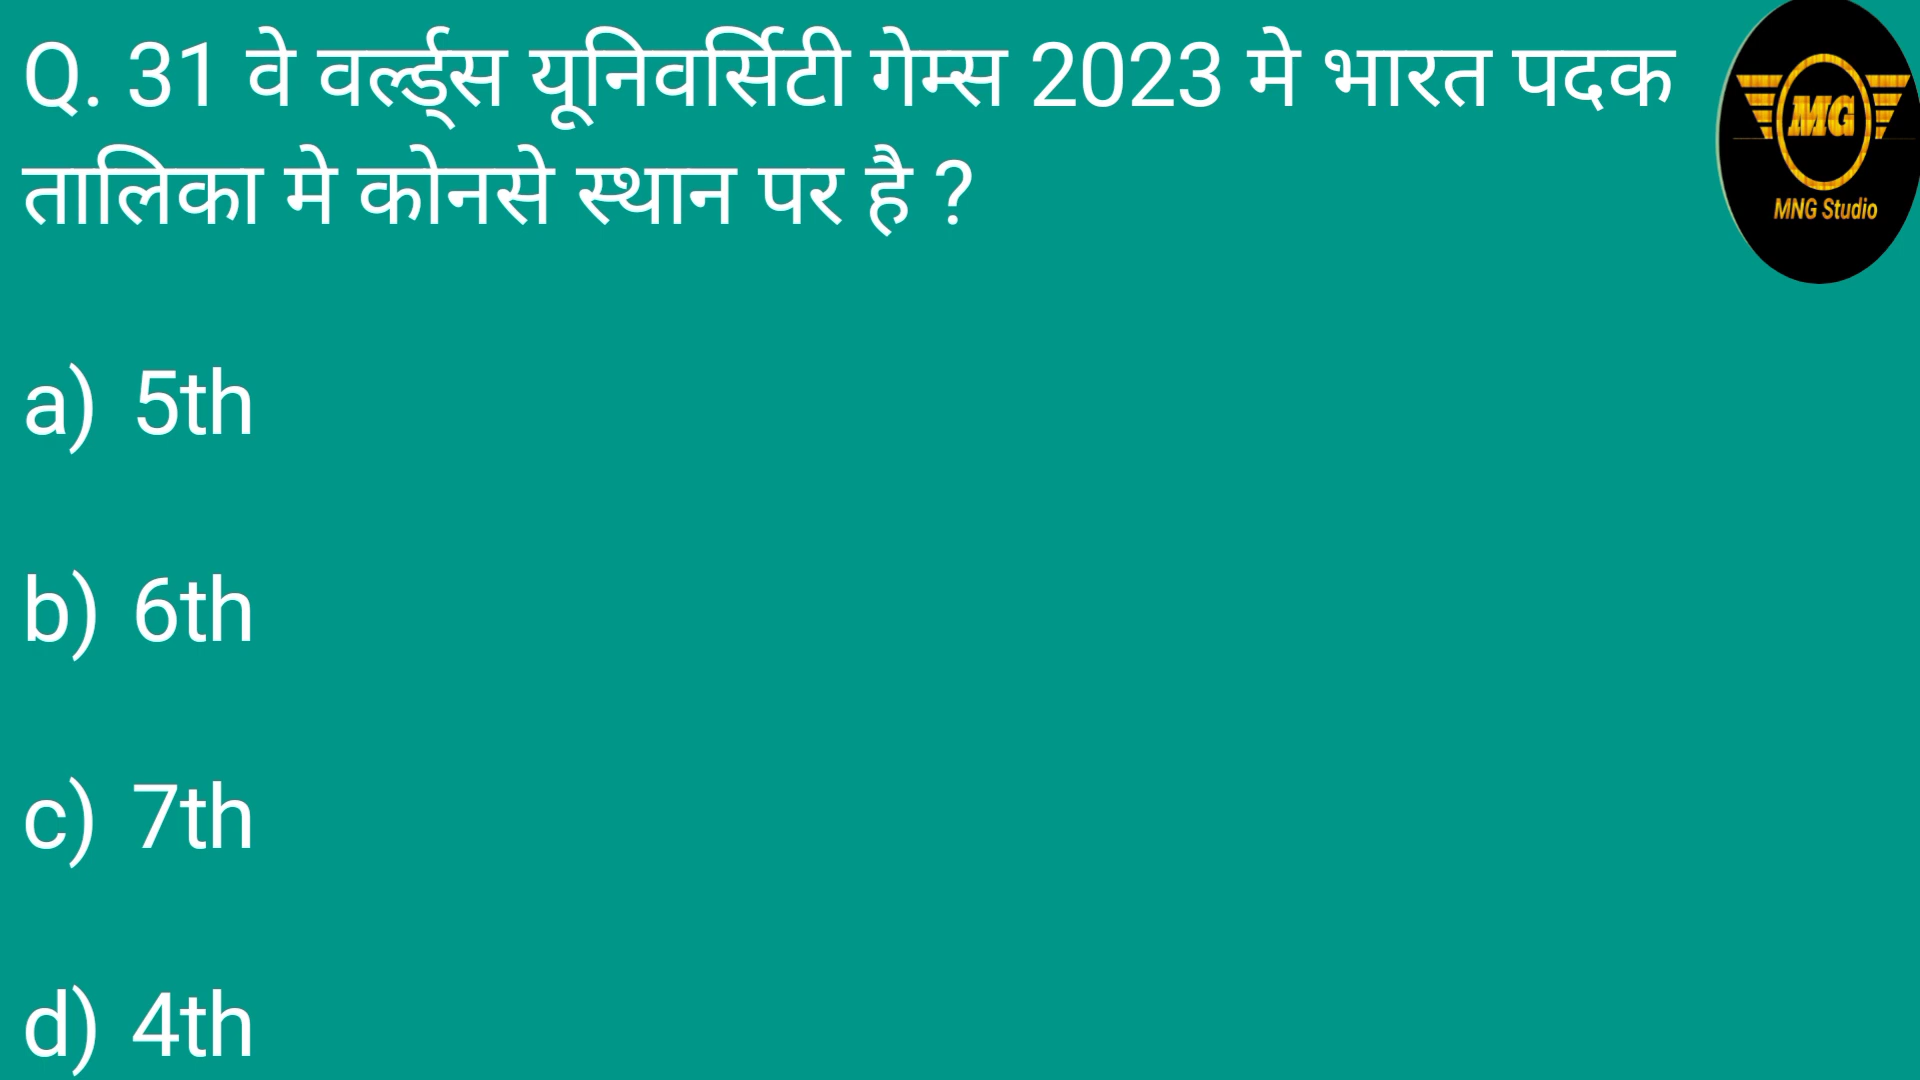 Q. 31 वे वर्ल्ड्स यूनिवर्सिटी गेम्स 2023 मे भारत पदक
तालिका मे कोनसे स्थान पर है ?
MG
MNG Studio
a) 5th
b) 6th
c) 7th
d) 4th